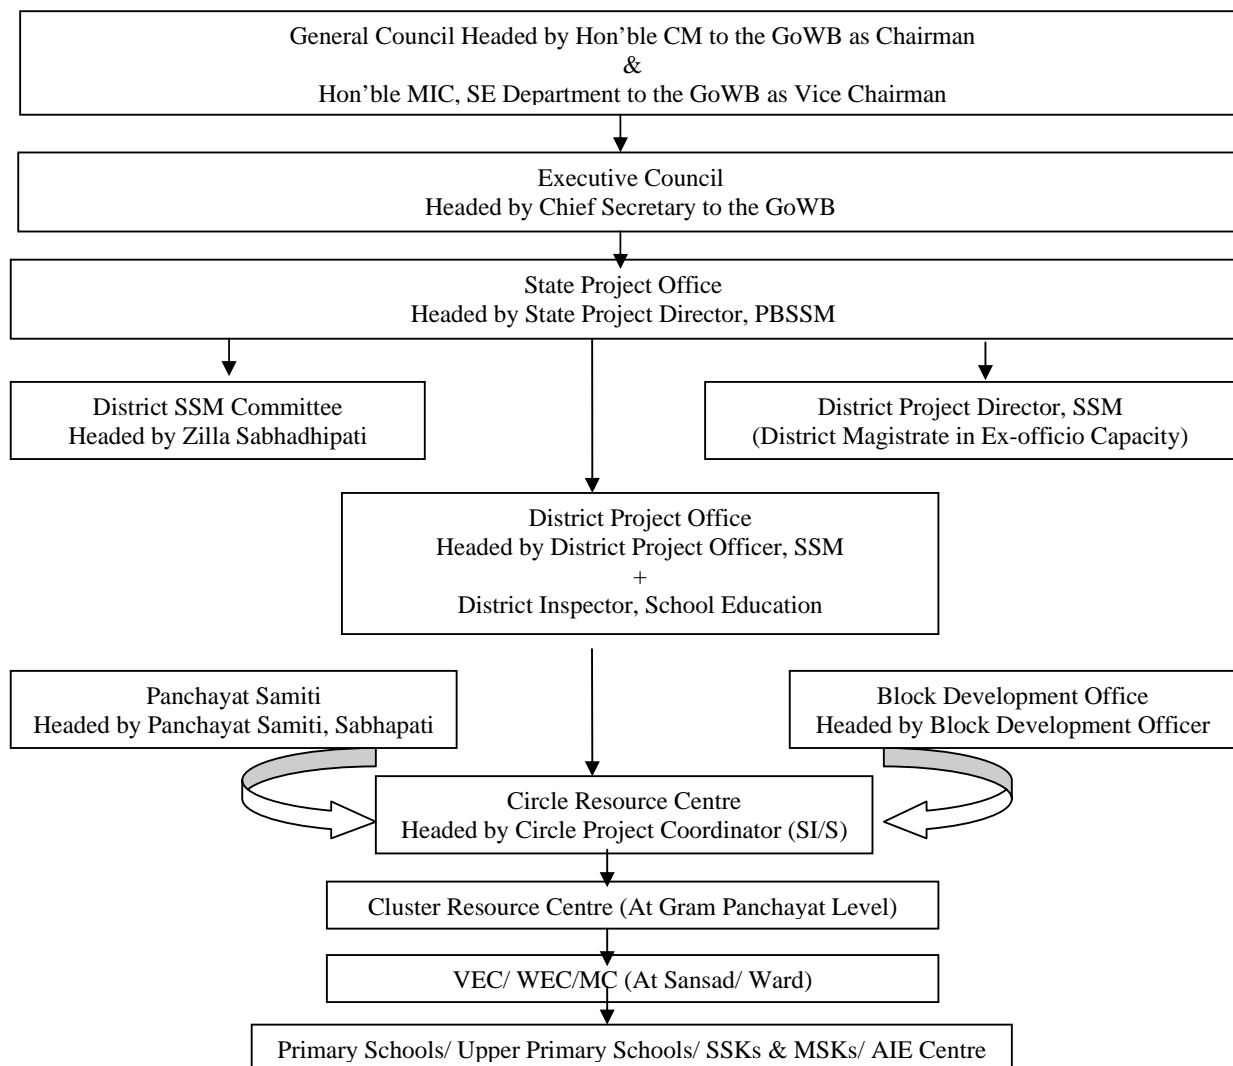 General Council Headed by Hon’ble CM to the GoWB as Chairman
&
Hon’ble MIC, SE Department to the GoWB as Vice Chairman
Executive Council
Headed by Chief Secretary to the GoWB
State Project Office
Headed by State Project Director, PBSSM
District SSM Committee
Headed by Zilla Sabhadhipati
District Project Director, SSM
(District Magistrate in Ex-officio Capacity)
District Project Office
Headed by District Project Officer, SSM
+
District Inspector, School Education
Panchayat Samiti
Headed by Panchayat Samiti, Sabhapati
Block Development Office
Headed by Block Development Officer
Circle Resource Centre
Headed by Circle Project Coordinator (SI/S)
Cluster Resource Centre (At Gram Panchayat Level)
VEC/ WEC/MC (At Sansad/ Ward)
Primary Schools/ Upper Primary Schools/ SSKs & MSKs/ AIE Centre